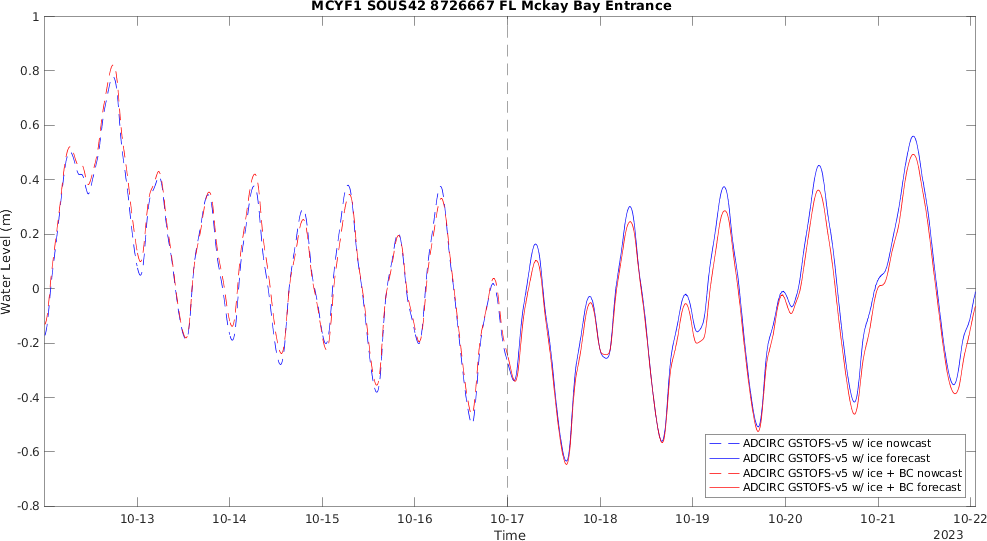 MCYF1 SOUS42 8726667 FL Mckay Bay Entrance
1
0.8
0.6
0.4
0.2
0
-0.2
-0.4
-0.6
-0.8
Water Level (m)
10-13 10-14 10-15 10-16 10-17 10-18 10-19 10-20 10-21 10-22
Time
2023
ADCIRC GSTOFS-v5 w/ ice nowcast
ADCIRC GSTOFS-v5 w/ ice forecast
ADCIRC GSTOFS-v5 w/ ice + BC nowcast
ADCIRC GSTOFS-v5 w/ ice + BC forecast